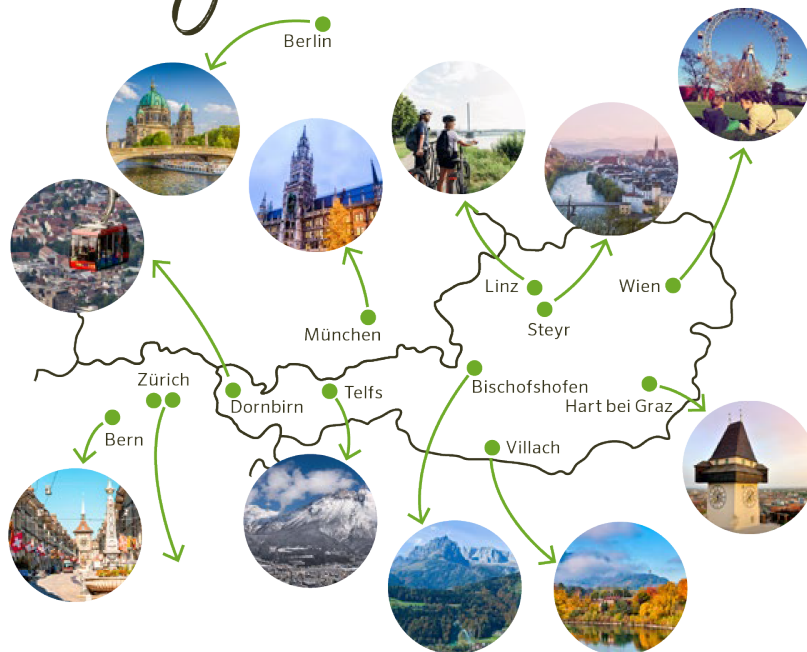 Berlin
Linz
Wien
Steyr
München
Zürich
Dornbirn
Telfs
Bischofshofen
Hart bei Graz
Bern
Villach